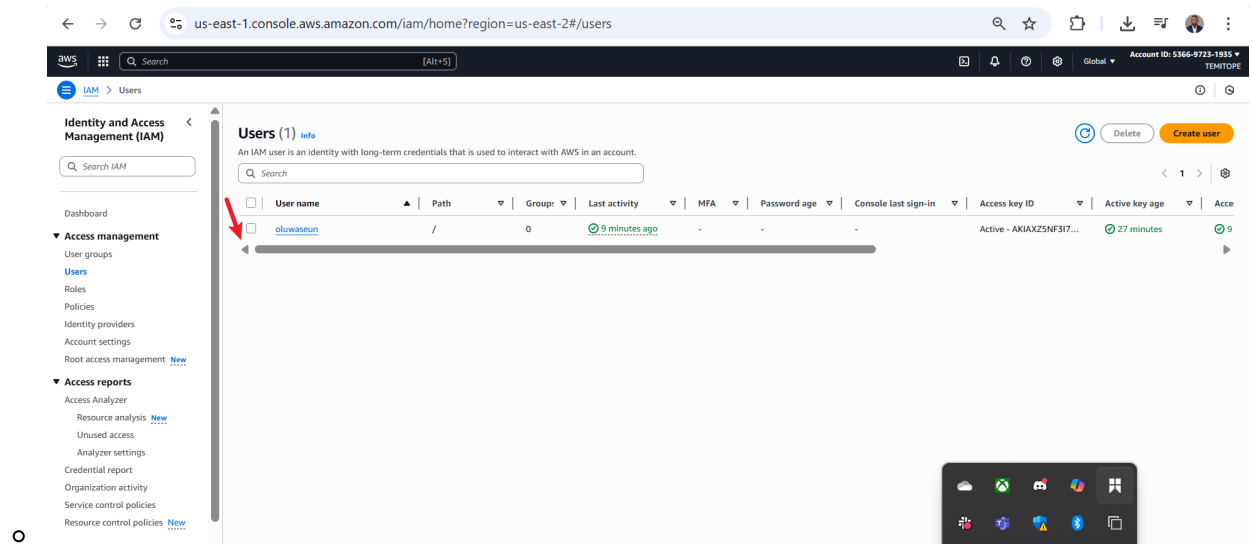 us-east-1.console.aws.amazon.com/iam/home?region=us-east-2#/users
aws Search [Alt+S] Global Account ID: 5366-9723-1935
TEMITOPE
IAM > Users
Identity and Access
Management (IAM)
Search IAM
Dashboard
Access management
User groups
Users
Roles
Policies
Identity providers
Account settings
Root access management New
Access reports
Access Analyzer
Resource analysis New
Unused access
Analyzer settings
Credential report
Organization activity
Service control policies
Resource control policies New
Users (1) Info
Delete Create user
An IAM user is an identity with long-term credentials that is used to interact with AWS in an account.
Search
1
User name Path Group: Last activity MFA Password age Console last sign-in Access key ID Active key age Acce
oluwaseun / 0 9 minutes ago - - - Active - AKIAXZ5NF3I7... 27 minutes 9